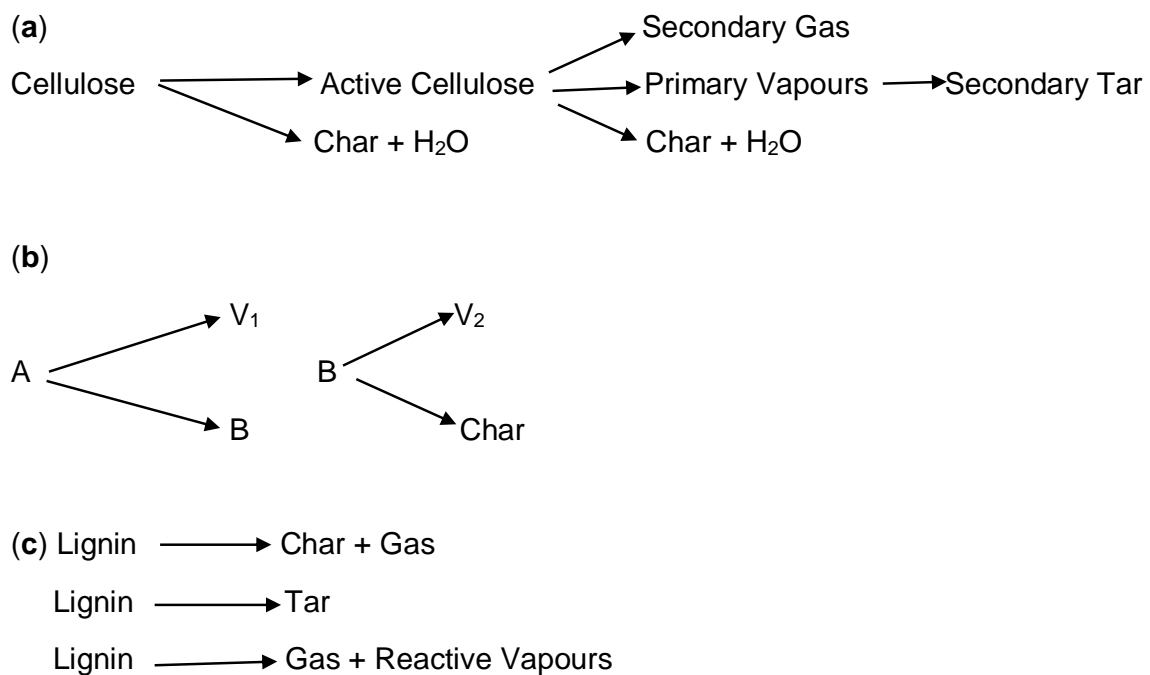 (a)
Secondary Gas
Cellulose Active Cellulose Primary Vapours Secondary Tar
Char + H₂O Char + H₂O
(b)
V₁ V₂
A B
B Char
(c) Lignin Char + Gas
Lignin Tar
Lignin Gas + Reactive Vapours